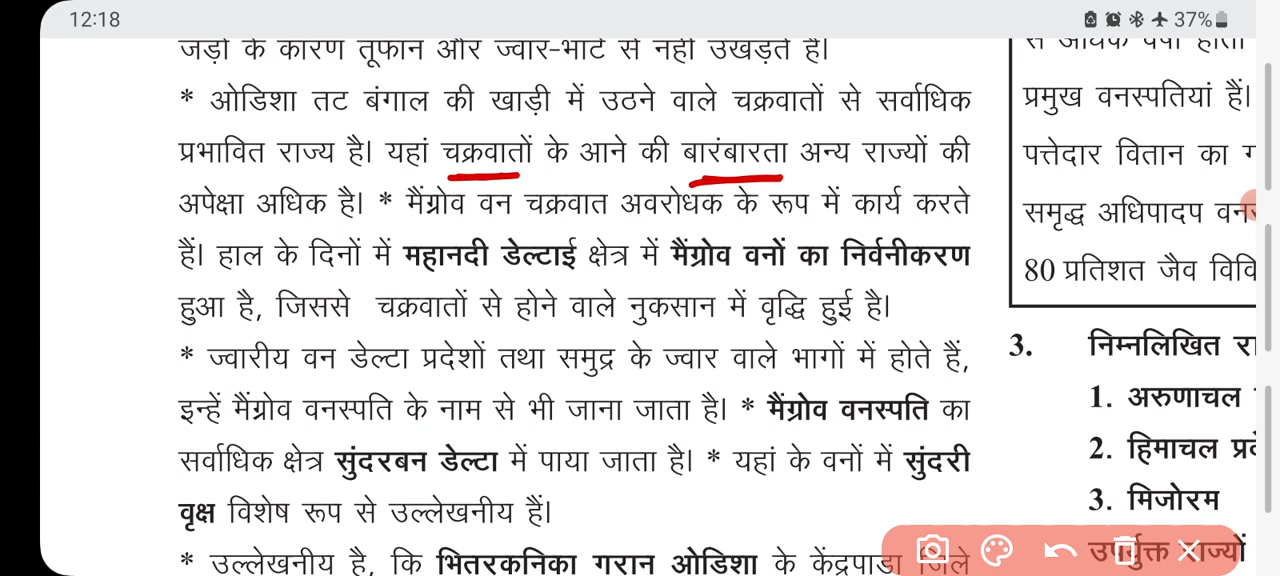 12:18
37%
जड़ों के कारण तूफान और ज्वार-भाटे से नहीं उखड़ते हैं।
* ओडिशा तट बंगाल की खाड़ी में उठने वाले चक्रवातों से सर्वाधिक
प्रभावित राज्य है। यहां चक्रवातों के आने की बारंबारता अन्य राज्यों की
अपेक्षा अधिक है। * मैंग्रोव वन चक्रवात अवरोधक के रूप में कार्य करते
हैं। हाल के दिनों में महानदी डेल्टाई क्षेत्र में मैंग्रोव वनों का निर्वनीकरण
हुआ है, जिससे चक्रवातों से होने वाले नुकसान में वृद्धि हुई है।
* ज्वारीय वन डेल्टा प्रदेशों तथा समुद्र के ज्वार वाले भागों में होते हैं,
इन्हें मैंग्रोव वनस्पति के नाम से भी जाना जाता है। * मैंग्रोव वनस्पति का
सर्वाधिक क्षेत्र सुंदरबन डेल्टा में पाया जाता है। * यहां के वनों में सुंदरी
वृक्ष विशेष रूप से उल्लेखनीय हैं।
* उल्लेखनीय है, कि भितरकनिका गरान ओडिशा के केंद्रपाड़ा जिले
से अधिक वर्षा होती
प्रमुख वनस्पतियां हैं।
पत्तेदार वितान का
समृद्ध अधिपादप
80 प्रतिशत जैव
3. निम्नलिखित
1. अरुणाचल
2. हिमाचल
3. मिजोरम
उपर्युक्त राज्यों